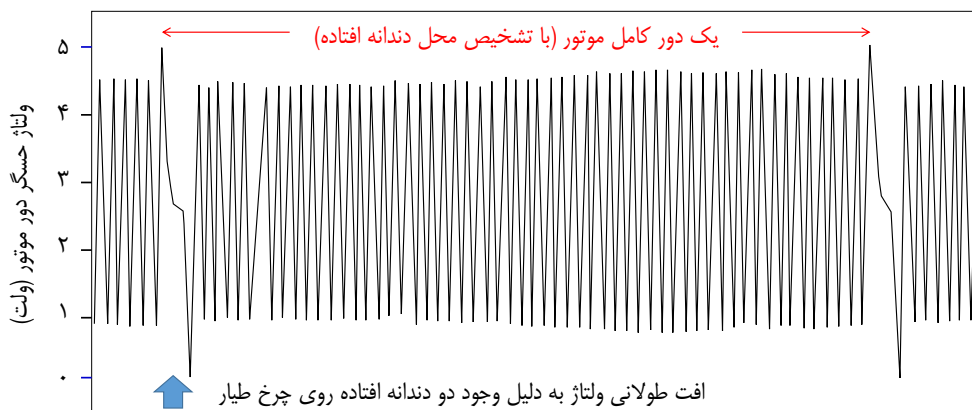 یک دور کامل موتور (با تشخیص محل دندانه افتاده)
ولتاژ حسگر دور موتور (ولت)
۵
۴
۳
۲
۱
۰
افت طولانی ولتاژ به دلیل وجود دو دندانه افتاده روی چرخ طیار